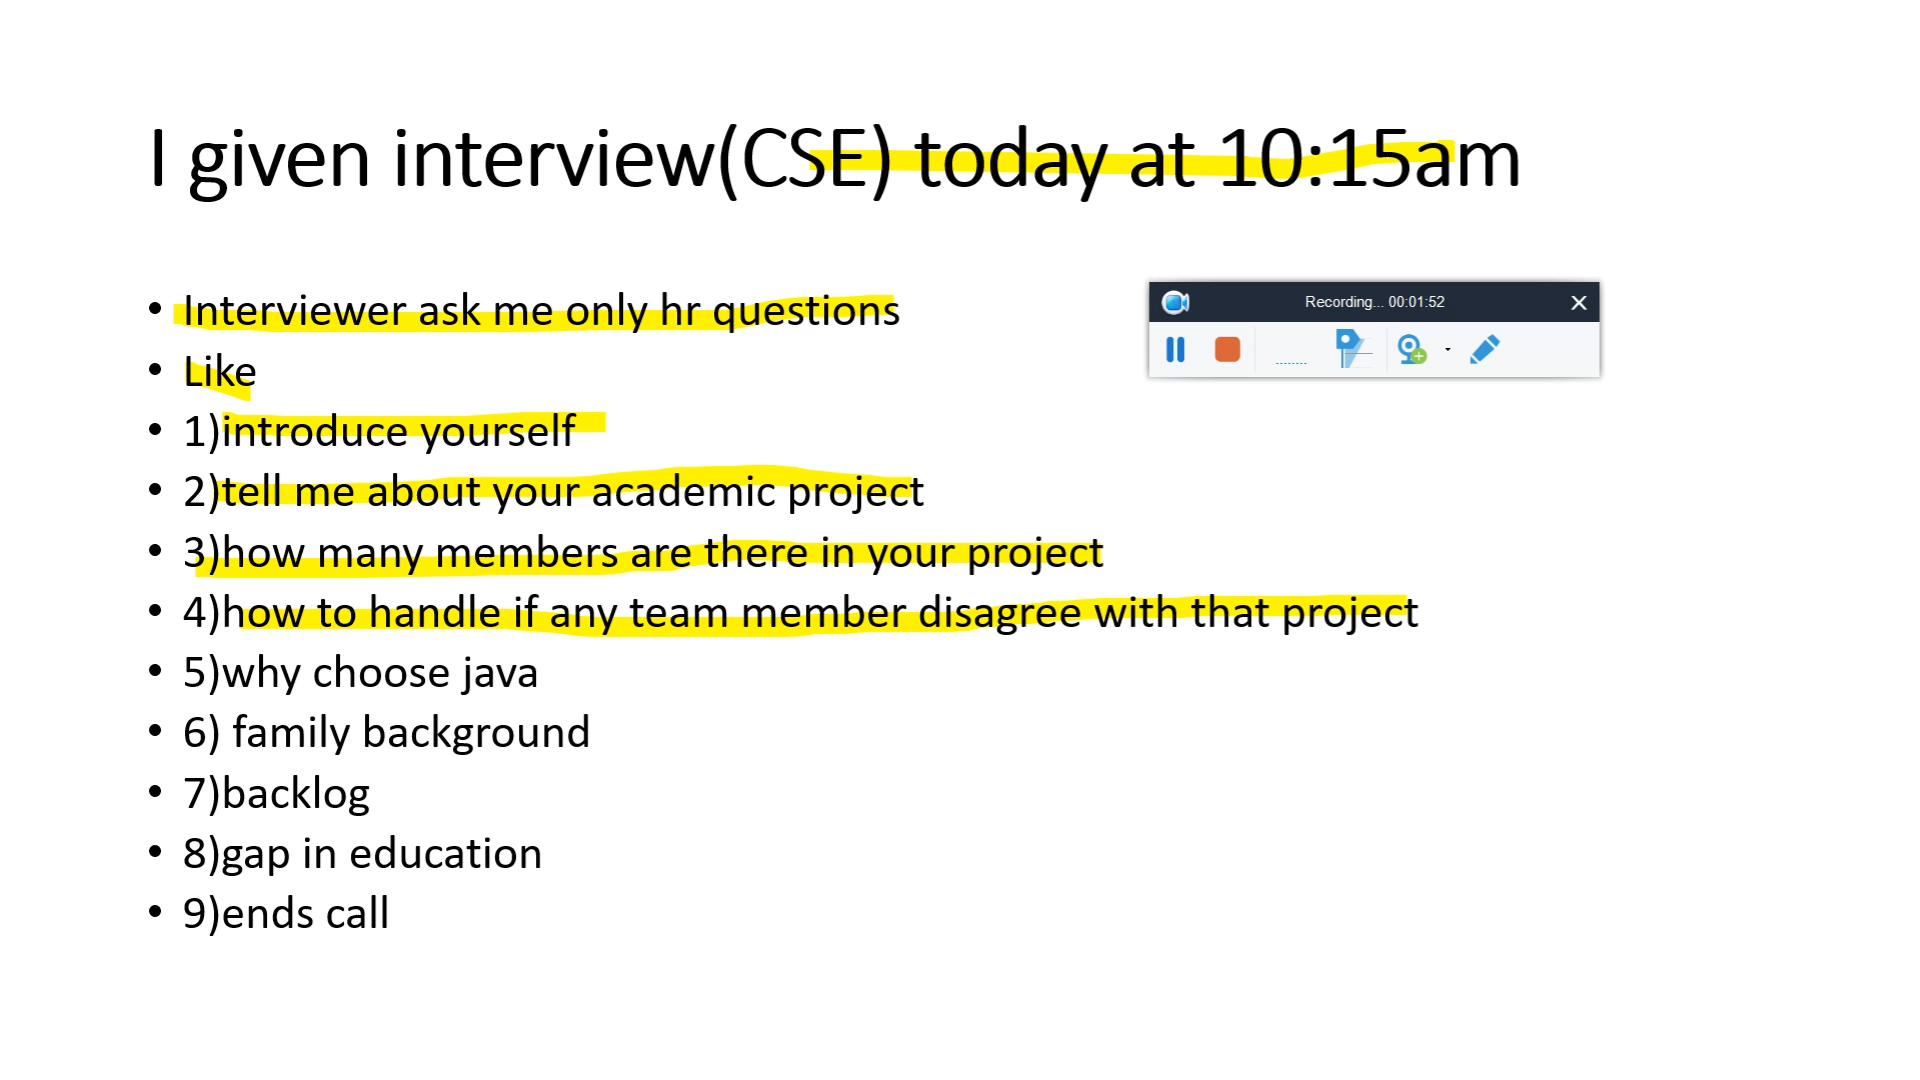 I given interview(CSE) today at 10:15am
• Interviewer ask me only hr questions
Recording... 00:01:52
• Like
• 1)introduce yourself
• 2)tell me about your academic project
• 3)how many members are there in your project
• 4)how to handle if any team member disagree with that project
• 5)why choose java
• 6) family background
• 7)backlog
• 8)gap in education
• 9)ends call